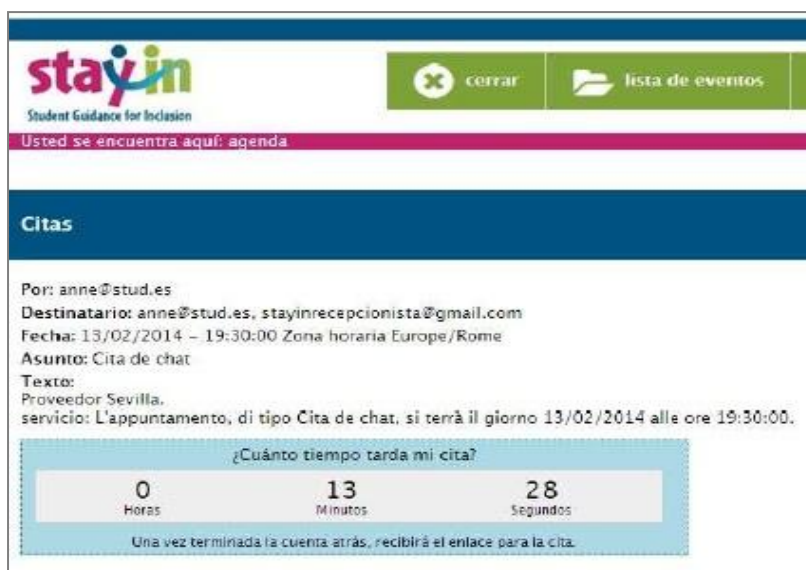 stayin
Student Guidance for Inclusion
cerrar
lista de eventos
Usted se encuentra aquí: agenda
Citas
Por: anne@stud.es
Destinatario: anne@stud.es, stayinrecepcionista@gmail.com
Fecha: 13/02/2014 – 19:30:00 Zona horaria Europe/Rome
Asunto: Cita de chat
Texto:
Proveedor Sevilla.
servicio: L'appuntamento, di tipo Cita de chat, si terrà il giorno 13/02/2014 alle ore 19:30:00.
¿Cuánto tiempo tarda mi cita?
0 13 28
Horas Minutos Segundos
Una vez terminada la cuenta atrás, recibirá el enlace para la cita.